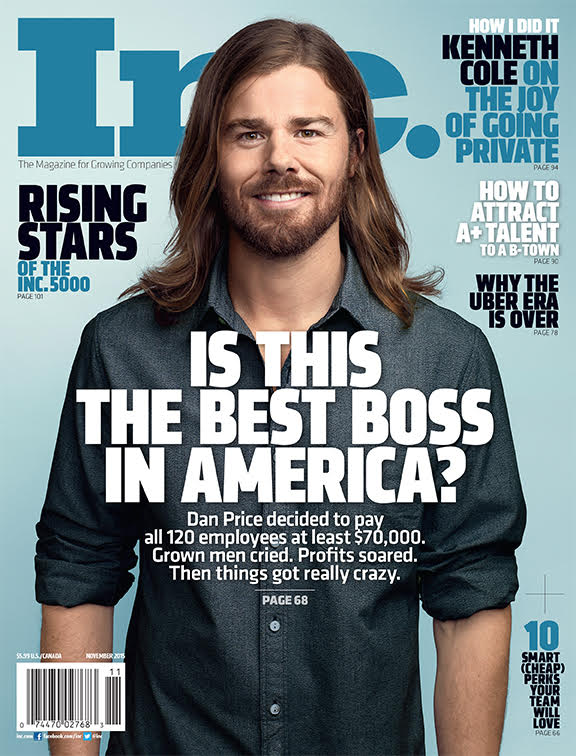 Inc.
The Magazine for Growing Companies
HOW I DID IT
KENNETH
COLE ON
THE JOY
OF GOING
PRIVATE
PAGE 94
RISING
STARS
OF THE
INC.5000
PAGE 101
HOW TO
ATTRACT
A+ TALENT
TO A B-TOWN
PAGE 90
WHY THE
UBER ERA
IS OVER
PAGE 78
IS THIS
THE BEST BOSS
IN AMERICA?
Dan Price decided to pay
all 120 employees at least $70,000.
Grown men cried. Profits soared.
Then things got really crazy.
PAGE 68
10
SMART
(CHEAP)
PERKS
YOUR
TEAM
WILL
LOVE
PAGE 66
$5.99 U.S./CANADA NOVEMBER 2015
11
0 74470 02768 3
inc.com facebook.com/inc @inc